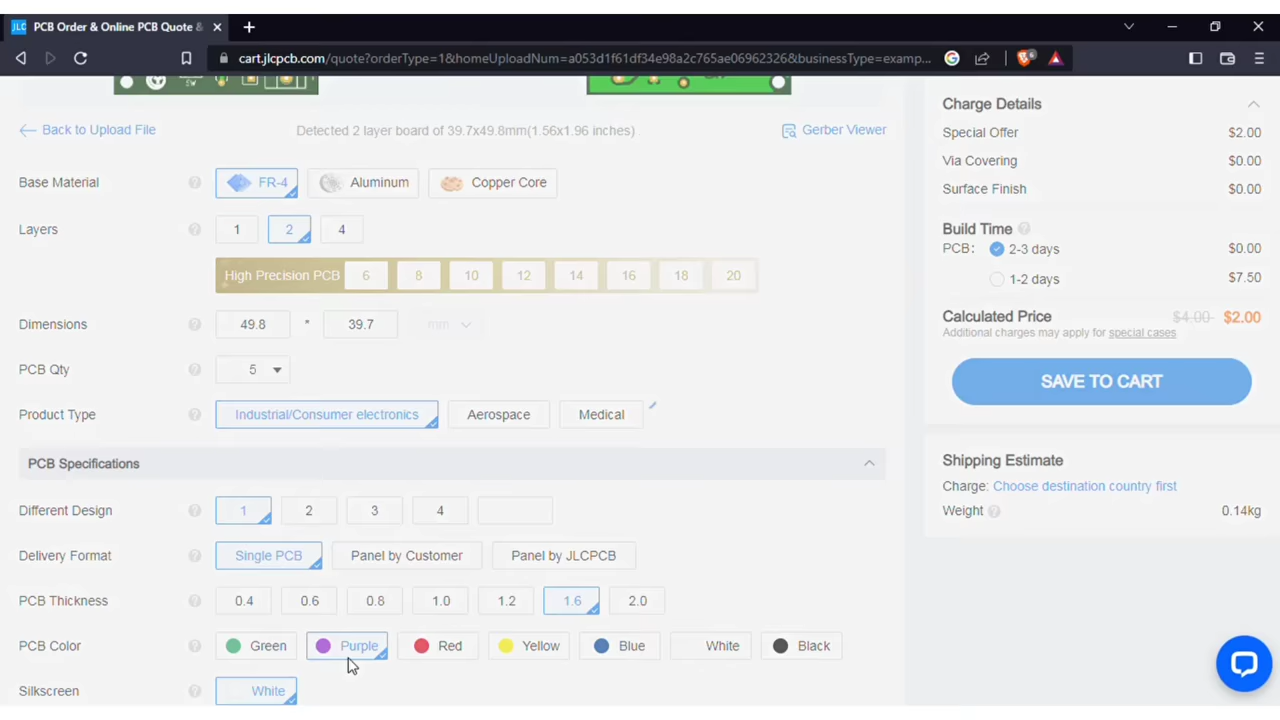 JLC PCB Order & Online PCB Quote &
cart.jlcpcb.com/quote?orderType=1&homeUploadNum=a053d1f61df34e98a2c765ae06962326&businessType=examp...
Back to Upload File
Detected 2 layer board of 39.7x49.8mm(1.56x1.96 inches)
Gerber Viewer
Base Material
FR-4
Aluminum
Copper Core
Layers
1
2
4
High Precision PCB
6
8
10
12
14
16
18
20
Dimensions
49.8
*
39.7
mm
PCB Qty
5
Product Type
Industrial/Consumer electronics
Aerospace
Medical
PCB Specifications
Different Design
1
2
3
4
Delivery Format
Single PCB
Panel by Customer
Panel by JLCPCB
PCB Thickness
0.4
0.6
0.8
1.0
1.2
1.6
2.0
PCB Color
Green
Purple
Red
Yellow
Blue
White
Black
Silkscreen
White
Charge Details
Special Offer $2.00
Via Covering $0.00
Surface Finish $0.00
Build Time
PCB: 2-3 days $0.00
1-2 days $7.50
Calculated Price $4.00 $2.00
Additional charges may apply for special cases
SAVE TO CART
Shipping Estimate
Charge: Choose destination country first
Weight 0.14kg